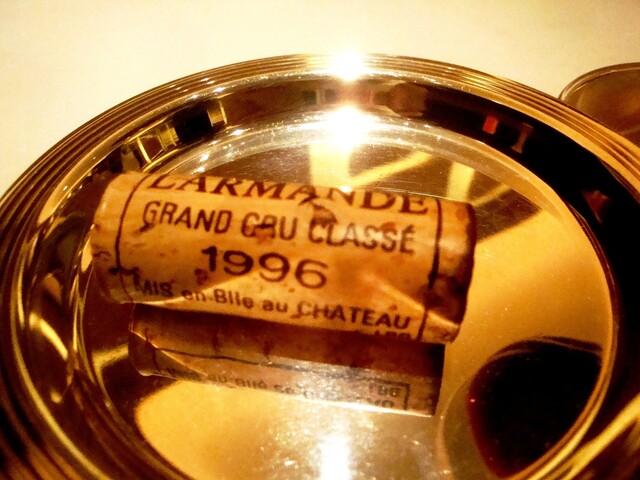 LARMANDE
GRAND CRU CLASSÉ
1996
MIS en Blle au CHATEAU